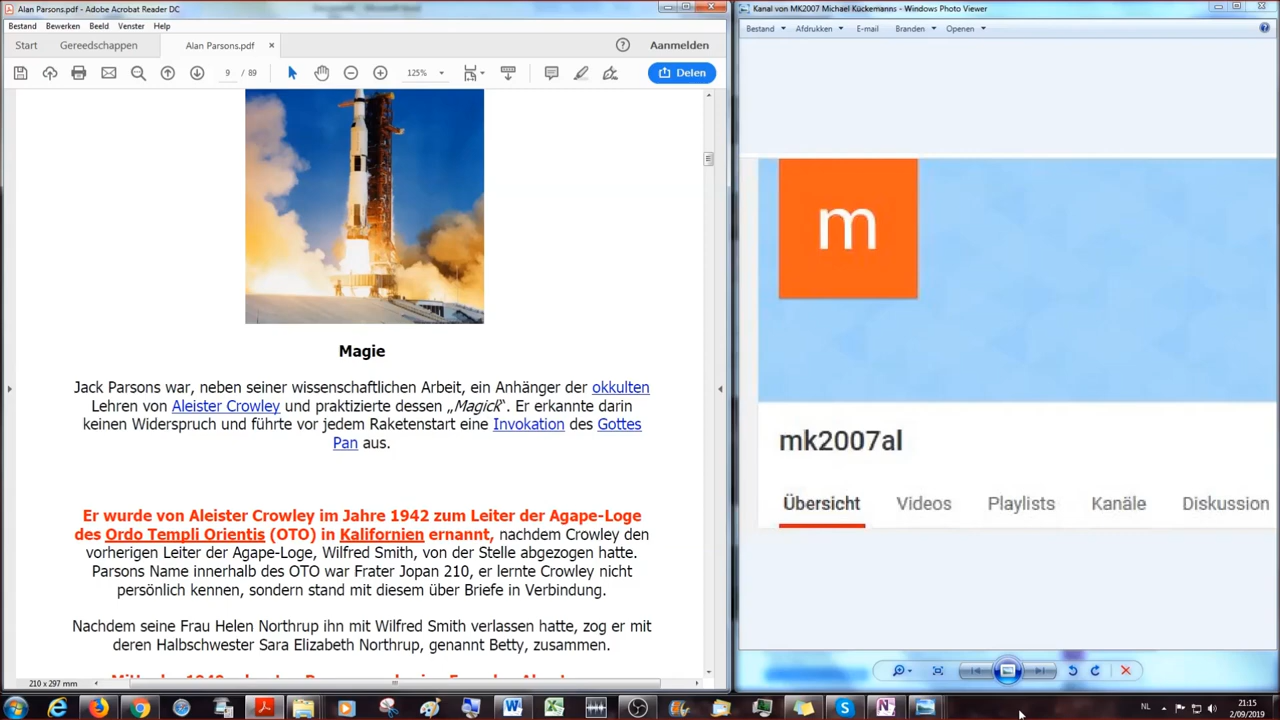 Alan Parsons.pdf - Adobe Acrobat Reader DC
Bestand Bewerken Beeld Venster Help
Start Gereedschappen Alan Parsons.pdf × Aanmelden
9 / 89 125% Delen
Magie
Jack Parsons war, neben seiner wissenschaftlichen Arbeit, ein Anhänger der okkulten
Lehren von Aleister Crowley und praktizierte dessen „Magick“. Er erkannte darin
keinen Widerspruch und führte vor jedem Raketenstart eine Invokation des Gottes
Pan aus.
Er wurde von Aleister Crowley im Jahre 1942 zum Leiter der Agape-Loge
des Ordo Templi Orientis (OTO) in Kalifornien ernannt, nachdem Crowley den
vorherigen Leiter der Agape-Loge, Wilfred Smith, von der Stelle abgezogen hatte.
Parsons Name innerhalb des OTO war Frater Jopan 210, er lernte Crowley nicht
persönlich kennen, sondern stand mit diesem über Briefe in Verbindung.
Nachdem seine Frau Helen Northrup ihn mit Wilfred Smith verlassen hatte, zog er mit
deren Halbschwester Sara Elizabeth Northrup, genannt Betty, zusammen.
210 x 297 mm
Kanal von MK2007 Michael Kückemanns - Windows Photo Viewer
Bestand Afdrukken E-mail Branden Openen
m
mk2007al
Übersicht Videos Playlists Kanäle Diskussion
NL
21:15
2/09/2019